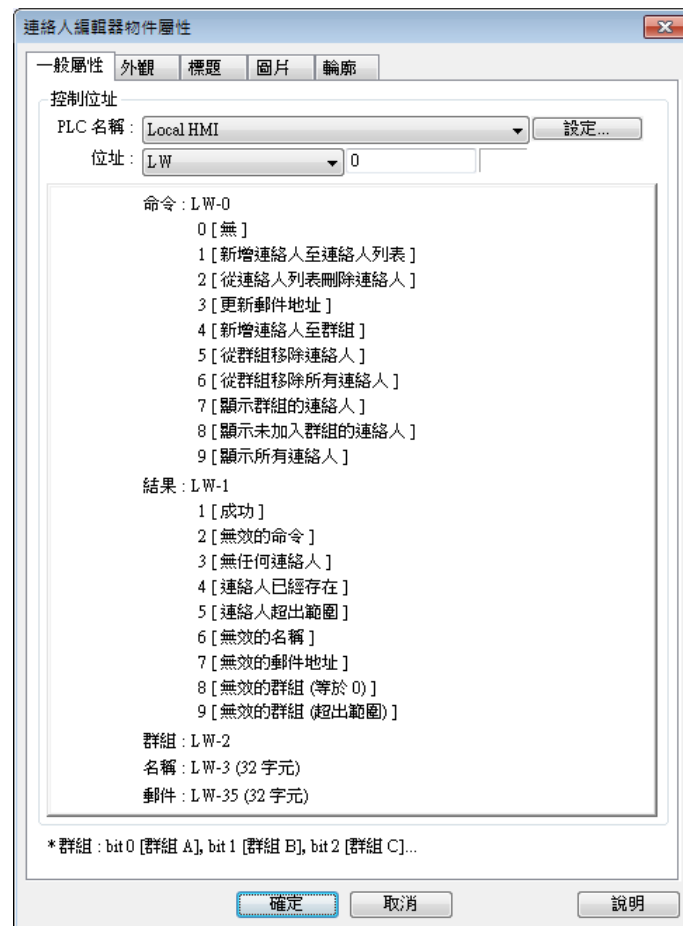 連絡人編輯器物件屬性
一般屬性 外觀 標題 圖片 輪廓
控制位址
PLC 名稱 : Local HMI 設定...
位址 : LW 0
命令 : LW-0
0 [ 無 ]
1 [ 新增連絡人至連絡人列表 ]
2 [ 從連絡人列表刪除連絡人 ]
3 [ 更新郵件地址 ]
4 [ 新增連絡人至群組 ]
5 [ 從群組移除連絡人 ]
6 [ 從群組移除所有連絡人 ]
7 [ 顯示群組的連絡人 ]
8 [ 顯示未加入群組的連絡人 ]
9 [ 顯示所有連絡人 ]
結果 : LW-1
1 [ 成功 ]
2 [ 無效的命令 ]
3 [ 無任何連絡人 ]
4 [ 連絡人已經存在 ]
5 [ 連絡人超出範圍 ]
6 [ 無效的名稱 ]
7 [ 無效的郵件地址 ]
8 [ 無效的群組 (等於 0) ]
9 [ 無效的群組 (超出範圍) ]
群組 : LW-2
名稱 : LW-3 (32 字元)
郵件 : LW-35 (32 字元)
* 群組 : bit 0 [群組 A], bit 1 [群組 B], bit 2 [群組 C]...
確定 取消 說明